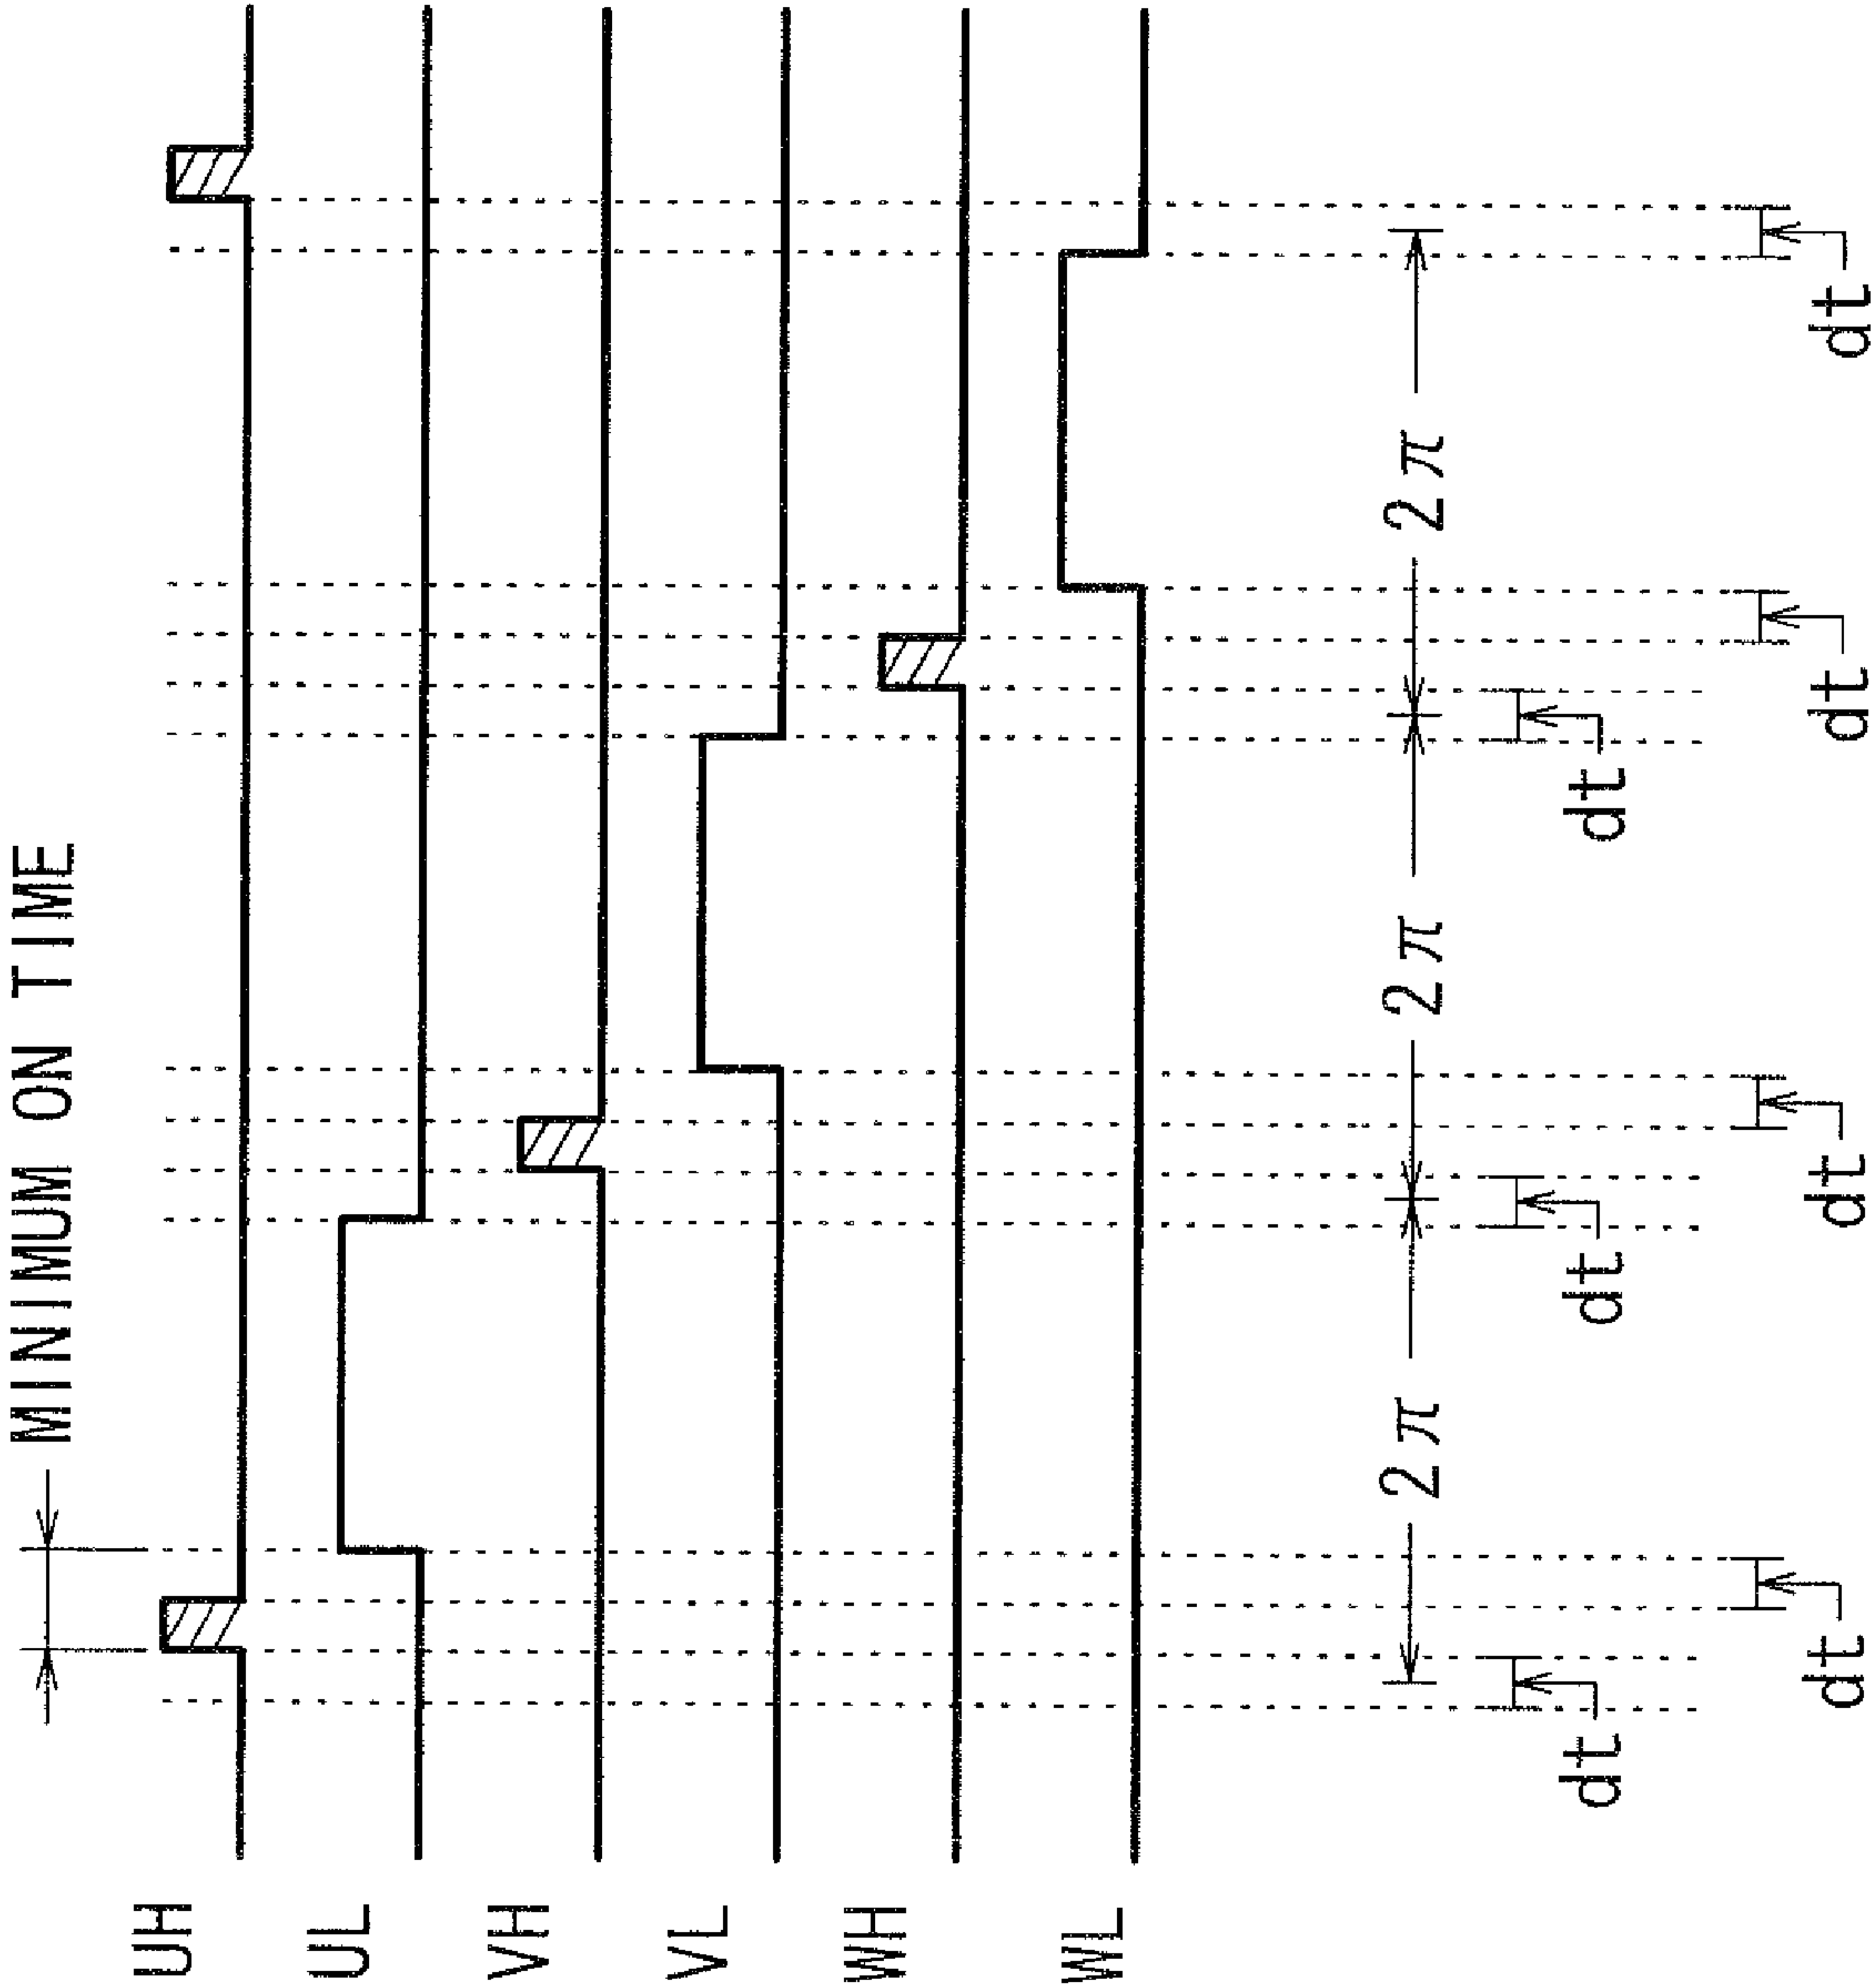 MINIMUM ON TIME
UH
UL
VH
VL
WH
WL
2π 2π 2π
dt dt dt
dt dt dt dt